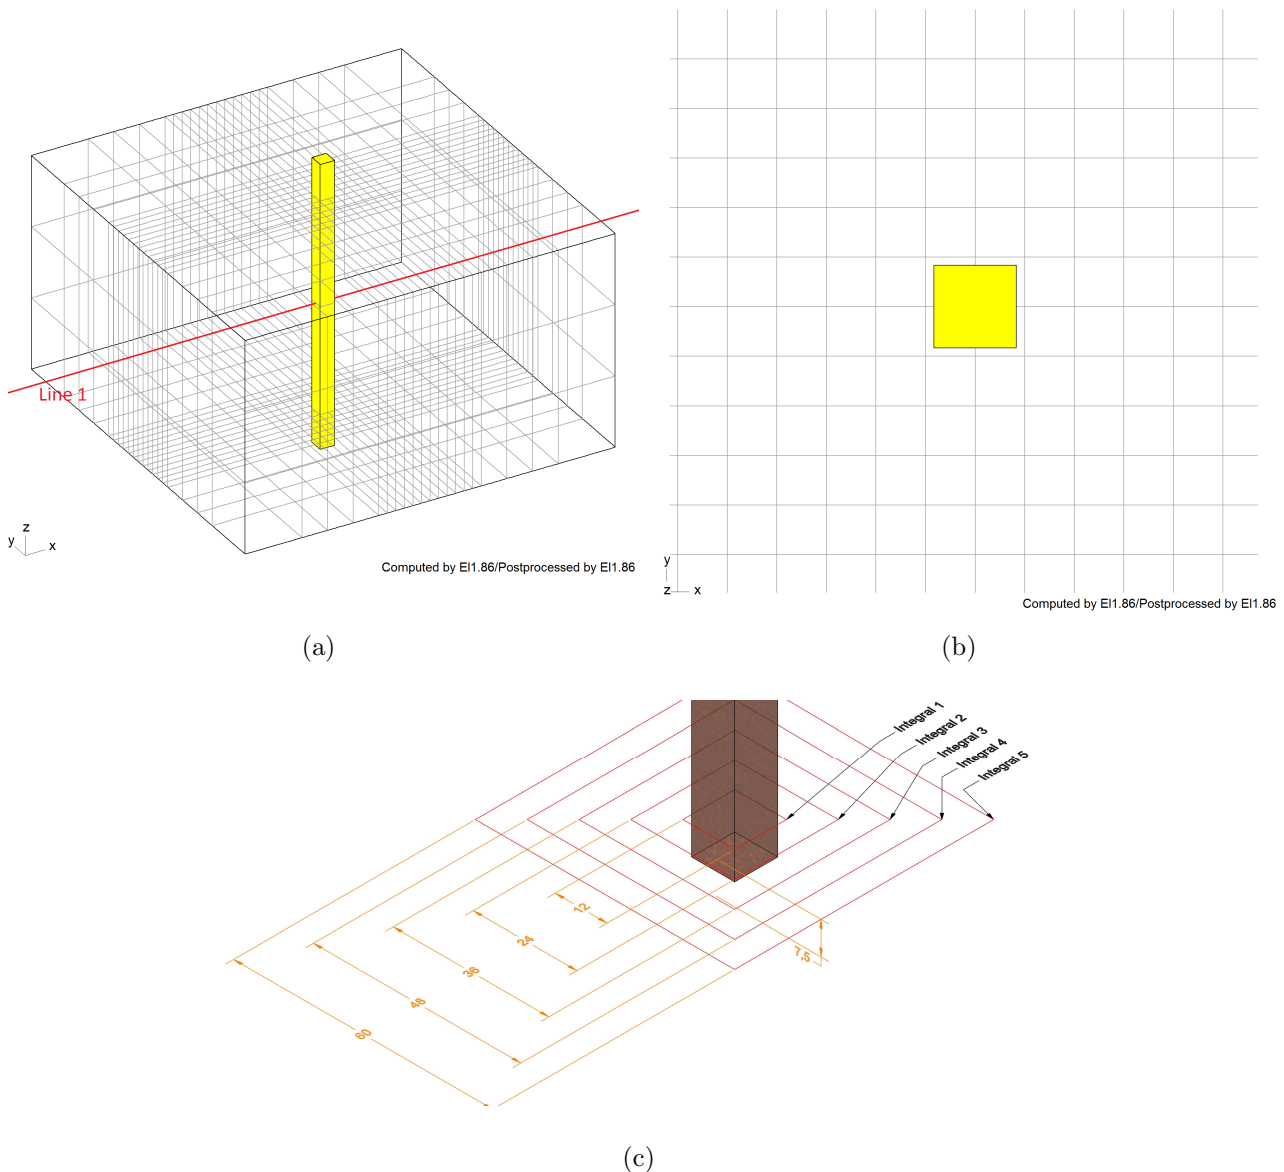 Line 1
z
y
x
Computed by EI1.86/Postprocessed by EI1.86
(a)
y
z
x
Computed by EI1.86/Postprocessed by EI1.86
(b)
Integral 1
Integral 2
Integral 3
Integral 4
Integral 5
12
24
36
48
60
7,5
(c)